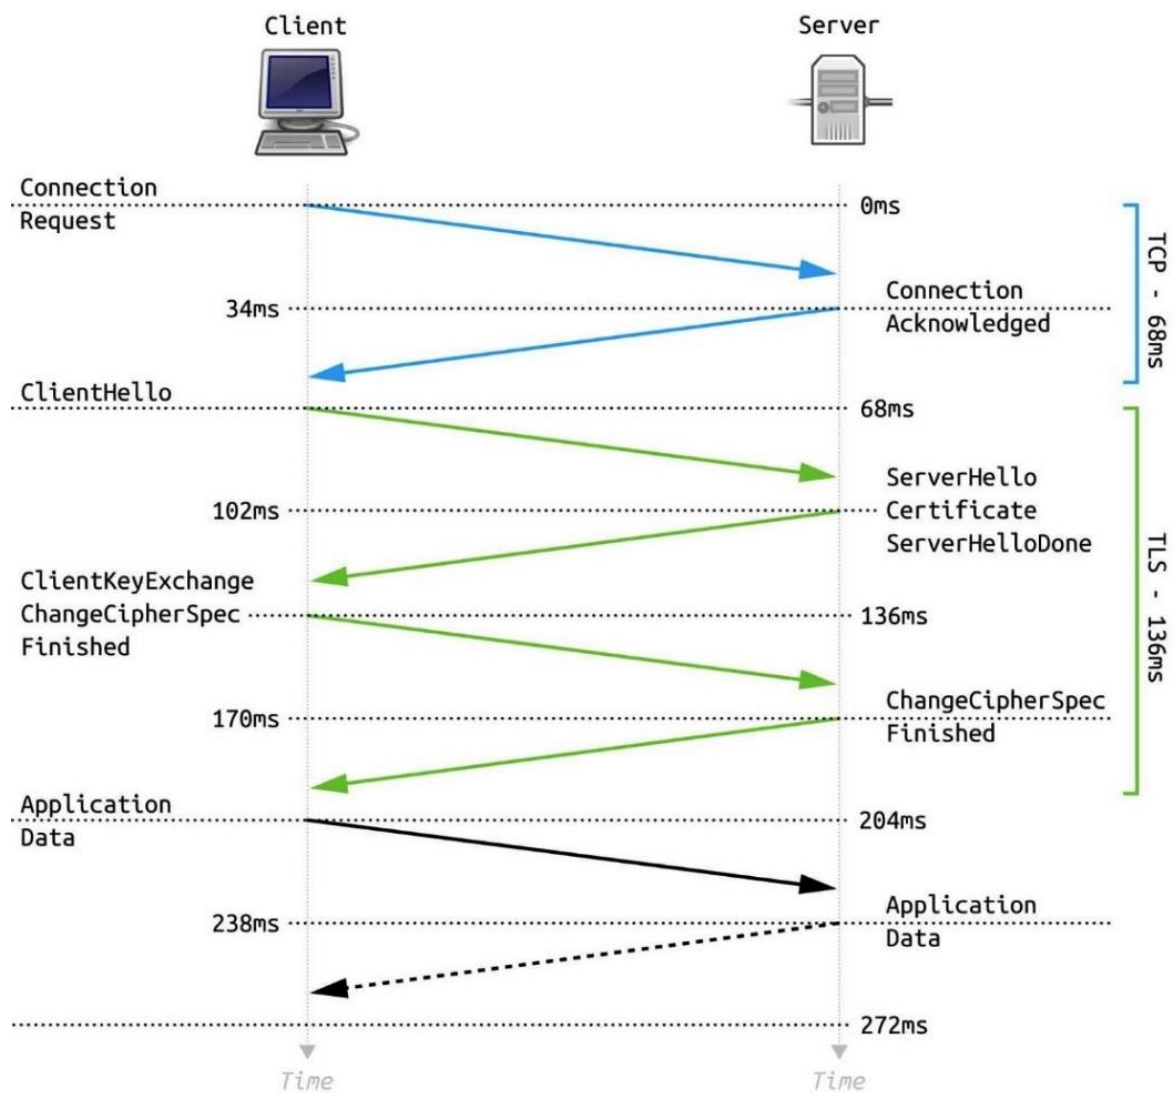 Client
Server
Connection
Request
0ms
Connection
34ms
Acknowledged
TCP - 68ms
ClientHello
68ms
ServerHello
102ms
Certificate
ServerHelloDone
ClientKeyExchange
ChangeCipherSpec
136ms
Finished
TLS - 136ms
ChangeCipherSpec
170ms
Finished
Application
Data
204ms
Application
238ms
Data
272ms
Time
Time